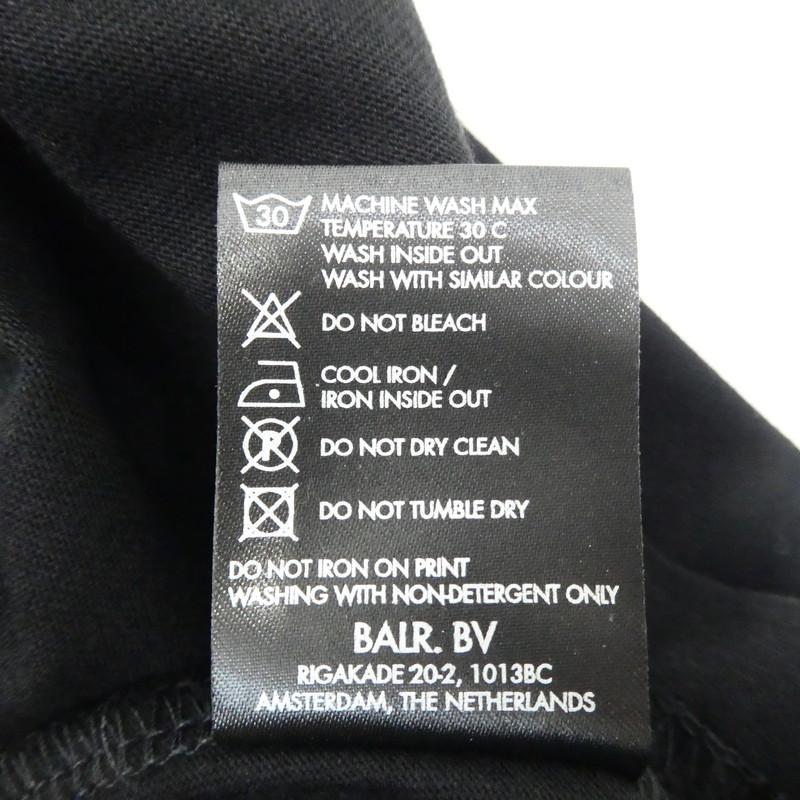 30
MACHINE WASH MAX
TEMPERATURE 30 C
WASH INSIDE OUT
WASH WITH SIMILAR COLOUR
DO NOT BLEACH
COOL IRON /
IRON INSIDE OUT
P
DO NOT DRY CLEAN
DO NOT TUMBLE DRY
DO NOT IRON ON PRINT
WASHING WITH NON-DETERGENT ONLY
BALR. BV
RIGAKADE 20-2, 1013BC
AMSTERDAM, THE NETHERLANDS